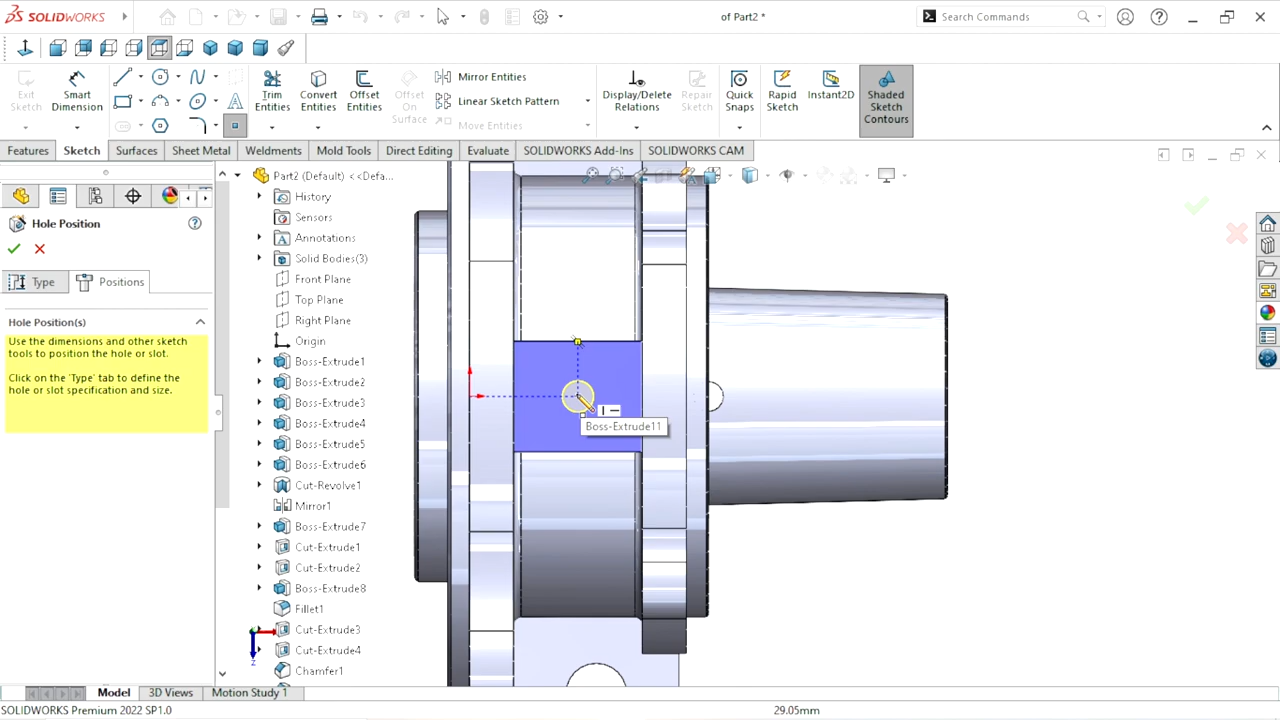 SOLIDWORKS
of Part2 *
Search Commands
Exit Sketch
Smart Dimension
Trim Entities
Convert Entities
Offset Entities
Offset On Surface
Mirror Entities
Linear Sketch Pattern
Move Entities
Display/Delete Relations
Repair Sketch
Quick Snaps
Rapid Sketch
Instant2D
Shaded Sketch Contours
Features
Sketch
Surfaces
Sheet Metal
Weldments
Mold Tools
Direct Editing
Evaluate
SOLIDWORKS Add-Ins
SOLIDWORKS CAM
Hole Position
Type
Positions
Hole Position(s)
Use the dimensions and other sketch
tools to position the hole or slot.
Click on the 'Type' tab to define the
hole or slot specification and size.
Part2 (Default) <<Defa...
History
Sensors
Annotations
Solid Bodies(3)
Front Plane
Top Plane
Right Plane
Origin
Boss-Extrude1
Boss-Extrude2
Boss-Extrude3
Boss-Extrude4
Boss-Extrude5
Boss-Extrude6
Cut-Revolve1
Mirror1
Boss-Extrude7
Cut-Extrude1
Cut-Extrude2
Boss-Extrude8
Fillet1
Cut-Extrude3
Cut-Extrude4
Chamfer1
Boss-Extrude11
Z
Model
3D Views
Motion Study 1
SOLIDWORKS Premium 2022 SP1.0
29.05mm